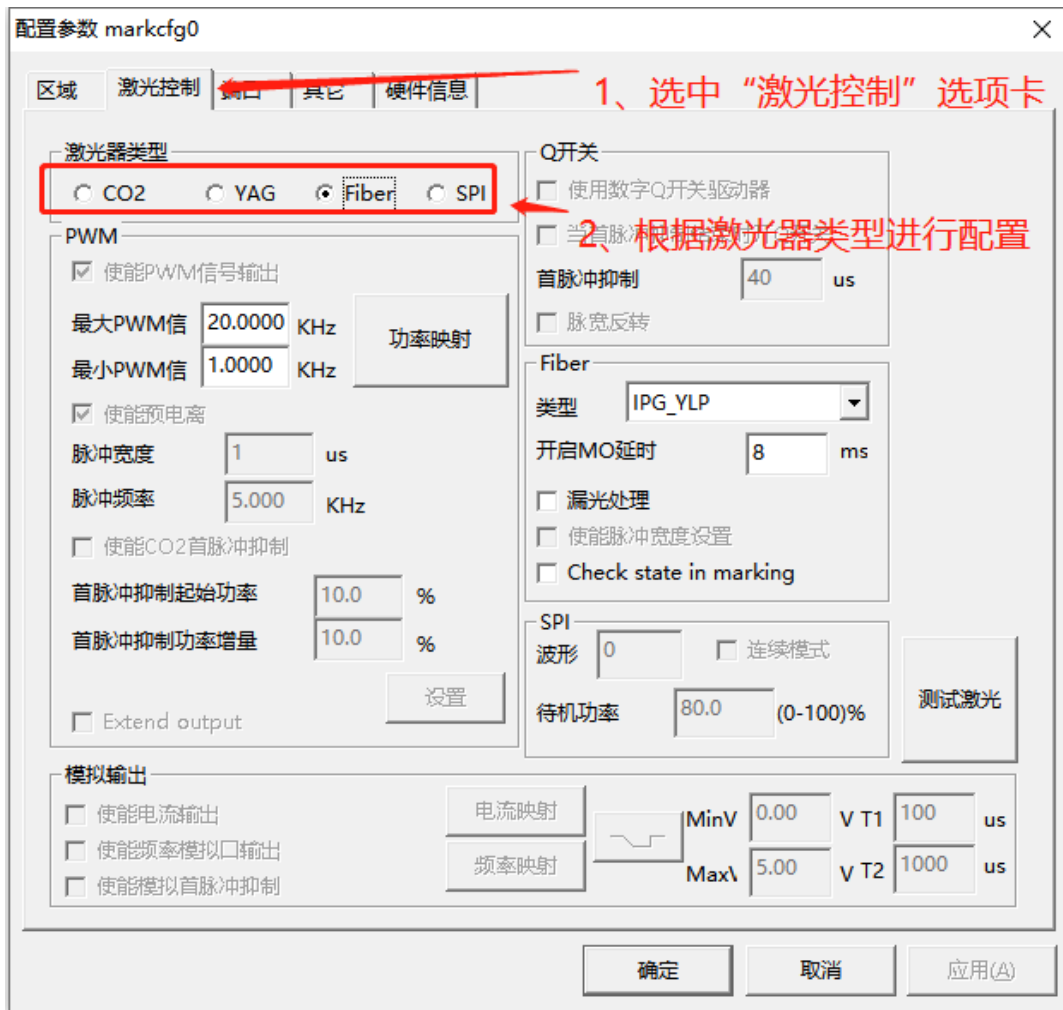 配置参数 markcfg0
区域 激光控制 其它 硬件信息
1、选中“激光控制”选项卡
激光器类型
CO2 YAG Fiber SPI
2、根据激光器类型进行配置
PWM
使能PWM信号输出
最大PWM信 20.0000 KHz
最小PWM信 1.0000 KHz
功率映射
使能预电离
脉冲宽度 1 us
脉冲频率 5.000 KHz
使能CO2首脉冲抑制
首脉冲抑制起始功率 10.0 %
首脉冲抑制功率增量 10.0 %
设置
Extend output
Q开关
使用数字Q开关驱动器
当首脉冲
首脉冲抑制 40 us
脉宽反转
Fiber
类型 IPG_YLP
开启MO延时 8 ms
漏光处理
使能脉冲宽度设置
Check state in marking
SPI
波形 0 连续模式
待机功率 80.0 (0-100)%
测试激光
模拟输出
使能电流输出
使能频率模拟口输出
使能模拟首脉冲抑制
电流映射
频率映射
MinV 0.00 V T1 100 us
Max\ 5.00 V T2 1000 us
确定 取消 应用(A)